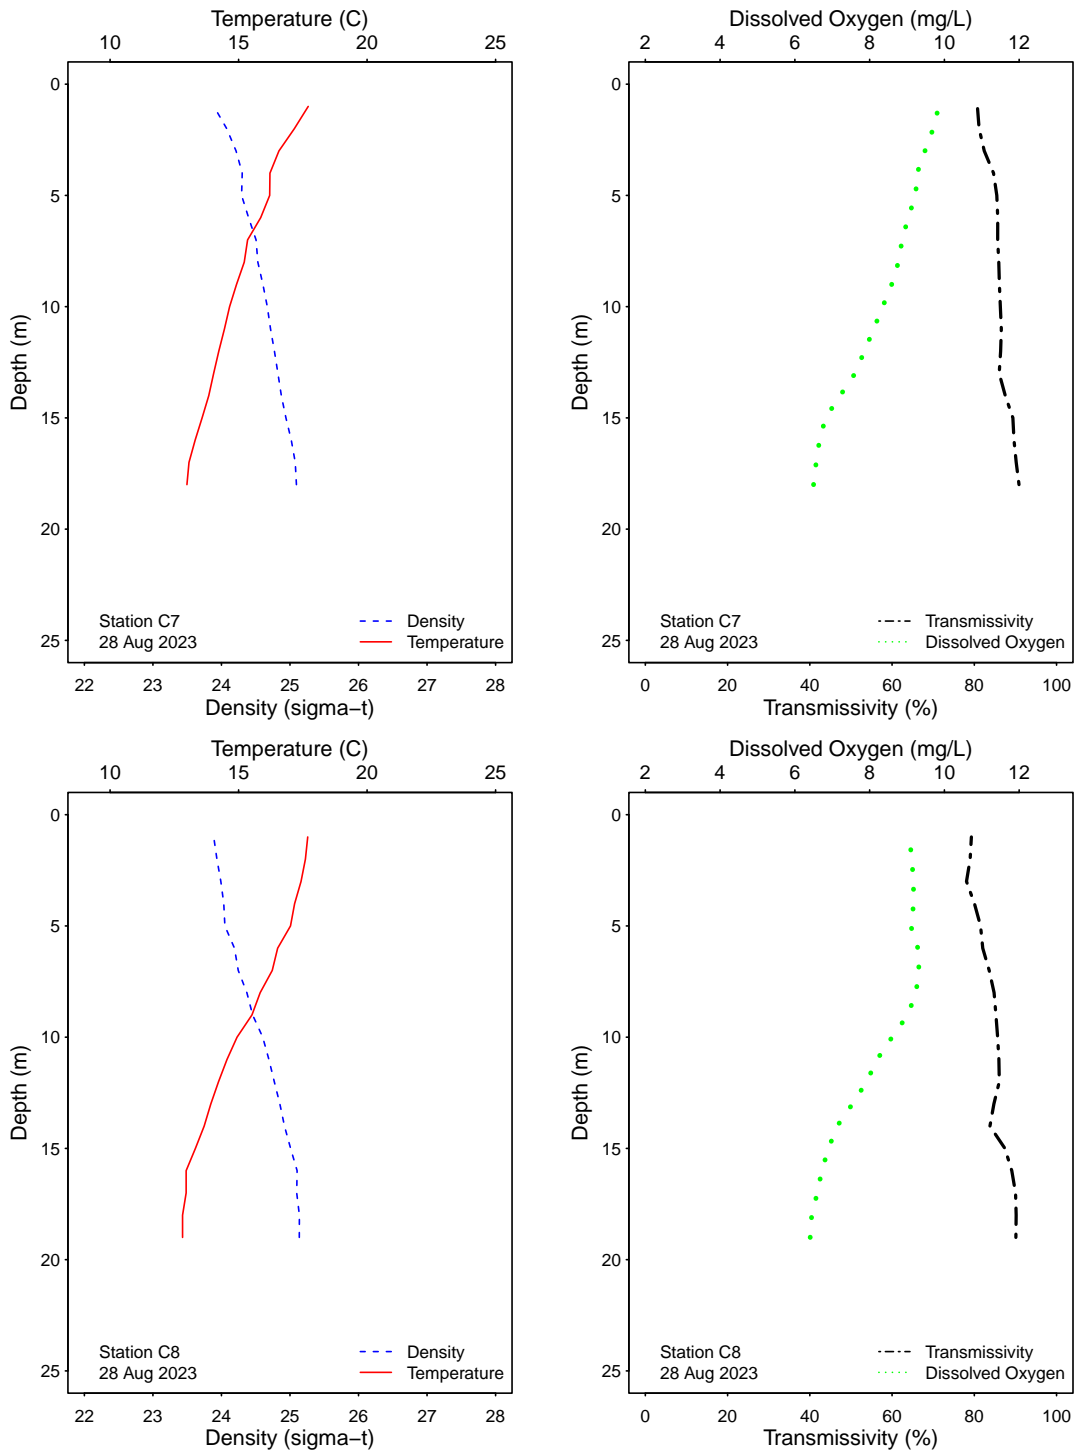 Temperature (C)
10 15 20 25
0
5
10
15
20
25
Depth (m)
Station C7
28 Aug 2023
Density
Temperature
22 23 24 25 26 27 28
Density (sigma−t)
Dissolved Oxygen (mg/L)
2 4 6 8 10 12
0
5
10
15
20
25
Depth (m)
Station C7
28 Aug 2023
Transmissivity
Dissolved Oxygen
0 20 40 60 80 100
Transmissivity (%)
Temperature (C)
10 15 20 25
0
5
10
15
20
25
Depth (m)
Station C8
28 Aug 2023
Density
Temperature
22 23 24 25 26 27 28
Density (sigma−t)
Dissolved Oxygen (mg/L)
2 4 6 8 10 12
0
5
10
15
20
25
Depth (m)
Station C8
28 Aug 2023
Transmissivity
Dissolved Oxygen
0 20 40 60 80 100
Transmissivity (%)